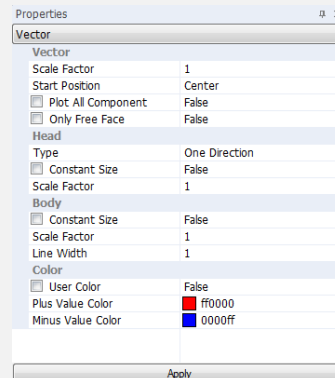 Properties
Vector
Vector
Scale Factor 1
Start Position Center
Plot All Component False
Only Free Face False
Head
Type One Direction
Constant Size False
Scale Factor 1
Body
Constant Size False
Scale Factor 1
Line Width 1
Color
User Color False
Plus Value Color ff0000
Minus Value Color 0000ff
Apply